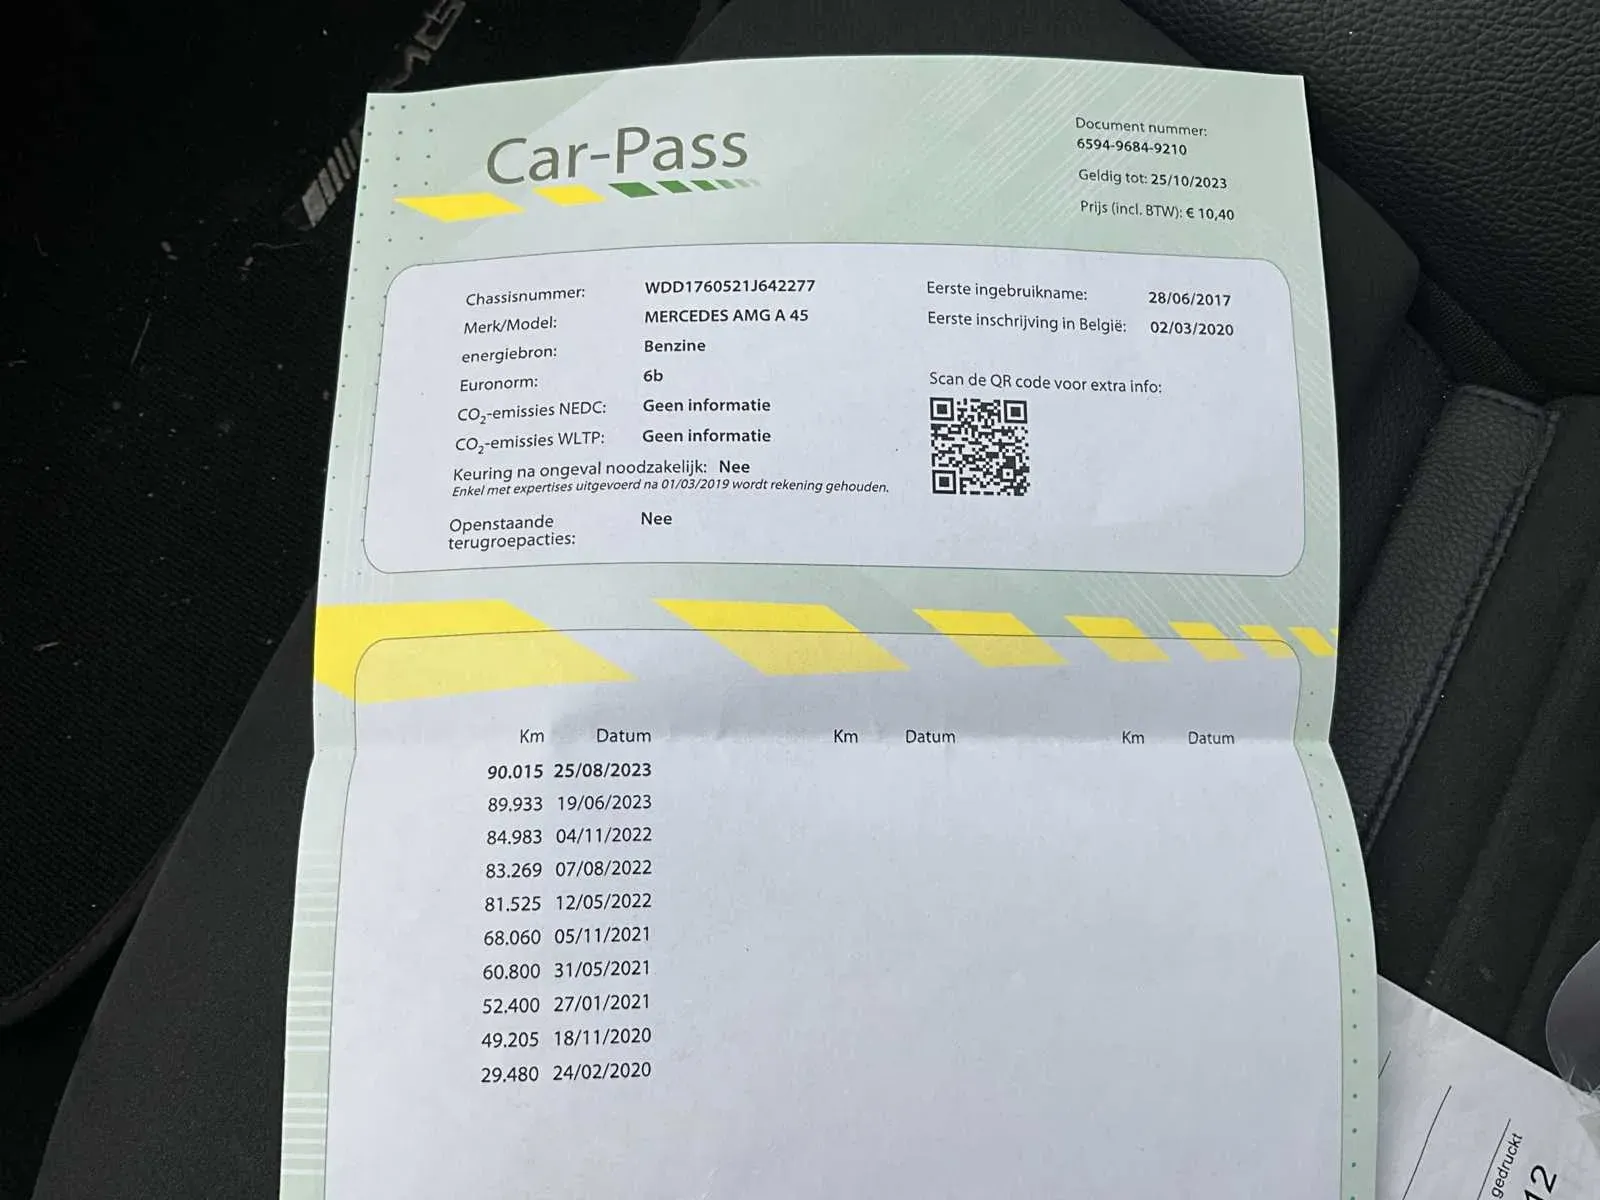 Car-Pass
Document nummer:
6594-9684-9210
Geldig tot: 25/10/2023
Prijs (incl. BTW): € 10,40
Chassisnummer: WDD1760521J642277
Merk/Model: MERCEDES AMG A 45
energiebron: Benzine
Euronorm: 6b
CO2-emissies NEDC: Geen informatie
CO2-emissies WLTP: Geen informatie
Keuring na ongeval noodzakelijk: Nee
Enkel met expertises uitgevoerd na 01/03/2019 wordt rekening gehouden.
Openstaande Nee
terugroepacties:
Eerste ingebruikname: 28/06/2017
Eerste inschrijving in België: 02/03/2020
Scan de QR code voor extra info:
Km Datum Km Datum Km Datum
90.015 25/08/2023
89.933 19/06/2023
84.983 04/11/2022
83.269 07/08/2022
81.525 12/05/2022
68.060 05/11/2021
60.800 31/05/2021
52.400 27/01/2021
49.205 18/11/2020
29.480 24/02/2020
gedruckt
12